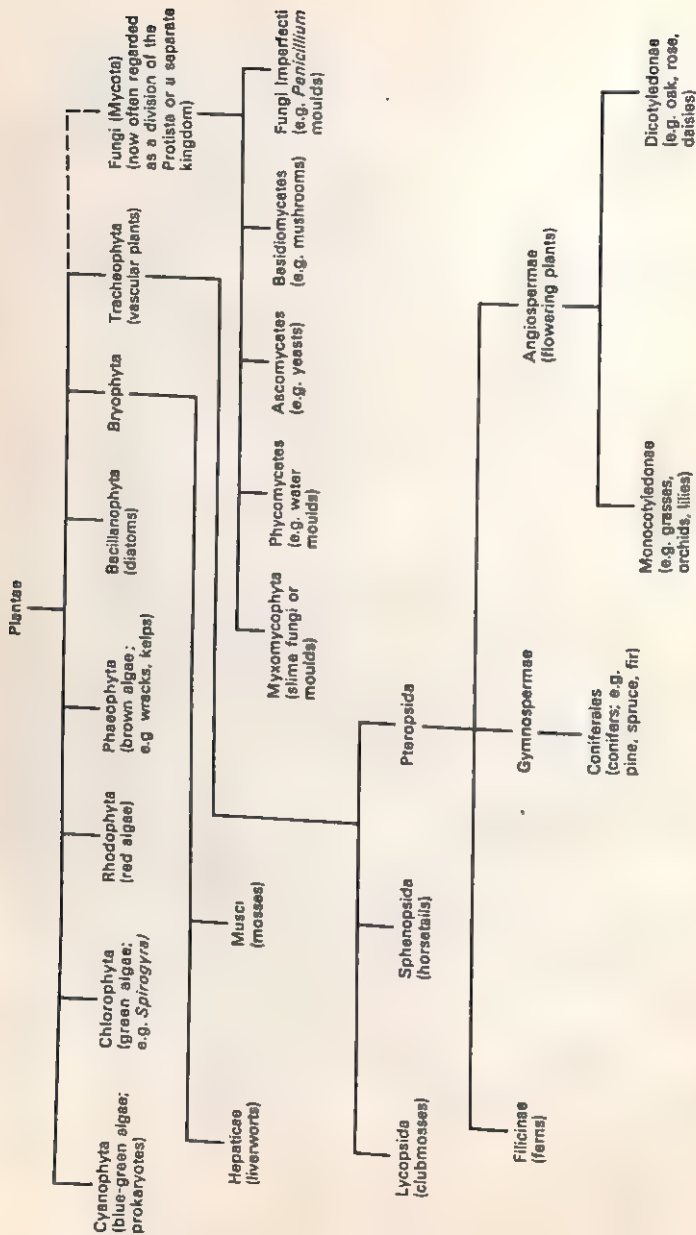 Plantae
Cyanophyta
(blue-green algae;
prokaryotes)
Chlorophyta
(green algae;
e.g. Spirogyra)
Rhodophyta
(red algae)
Phaeophyta
(brown algae;
e.g wracks, kelps)
Bacillanophyta
(diatoms)
Bryophyta
Tracheophyta
(vascular plants)
Fungi (Mycota)
(now often regarded
as a division of the
Protista or u separate
kingdom)
Hepaticae
(liverworts)
Musci
(mosses)
Myxomycophyta
(slime fungi or
moulds)
Phycomycetes
(e.g. water
moulds)
Ascomycetes
(e.g. yeasts)
Basidiomycetes
(e.g. mushrooms)
Fungi Imperfecti
(e.g. Penicillium
moulds)
Lycopsida
(clubmosses)
Sphenopsida
(horsetails)
Pteropsida
Filicinae
(ferns)
Gymnospermae
Coniferales
(conifers; e.g.
pine, spruce, fir)
Angiospermae
(flowering plants)
Monocotyledonae
(e.g. grasses,
orchids, lilies)
Dicotyledonae
(e.g. oak, rose,
daisies)